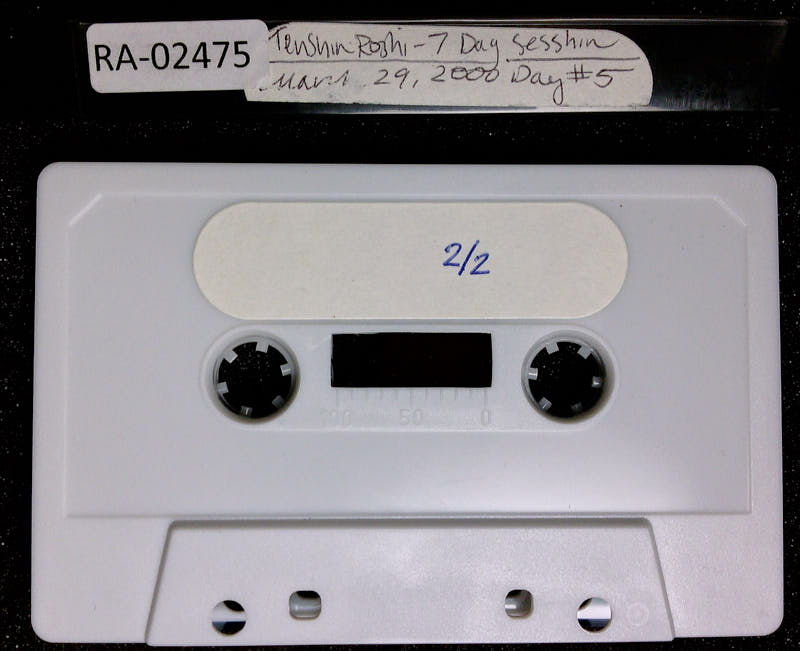 RA-02475
Tenshin Roshi - 7 Day Sesshin
March 29, 2000 Day #5
2/2
100 50 0